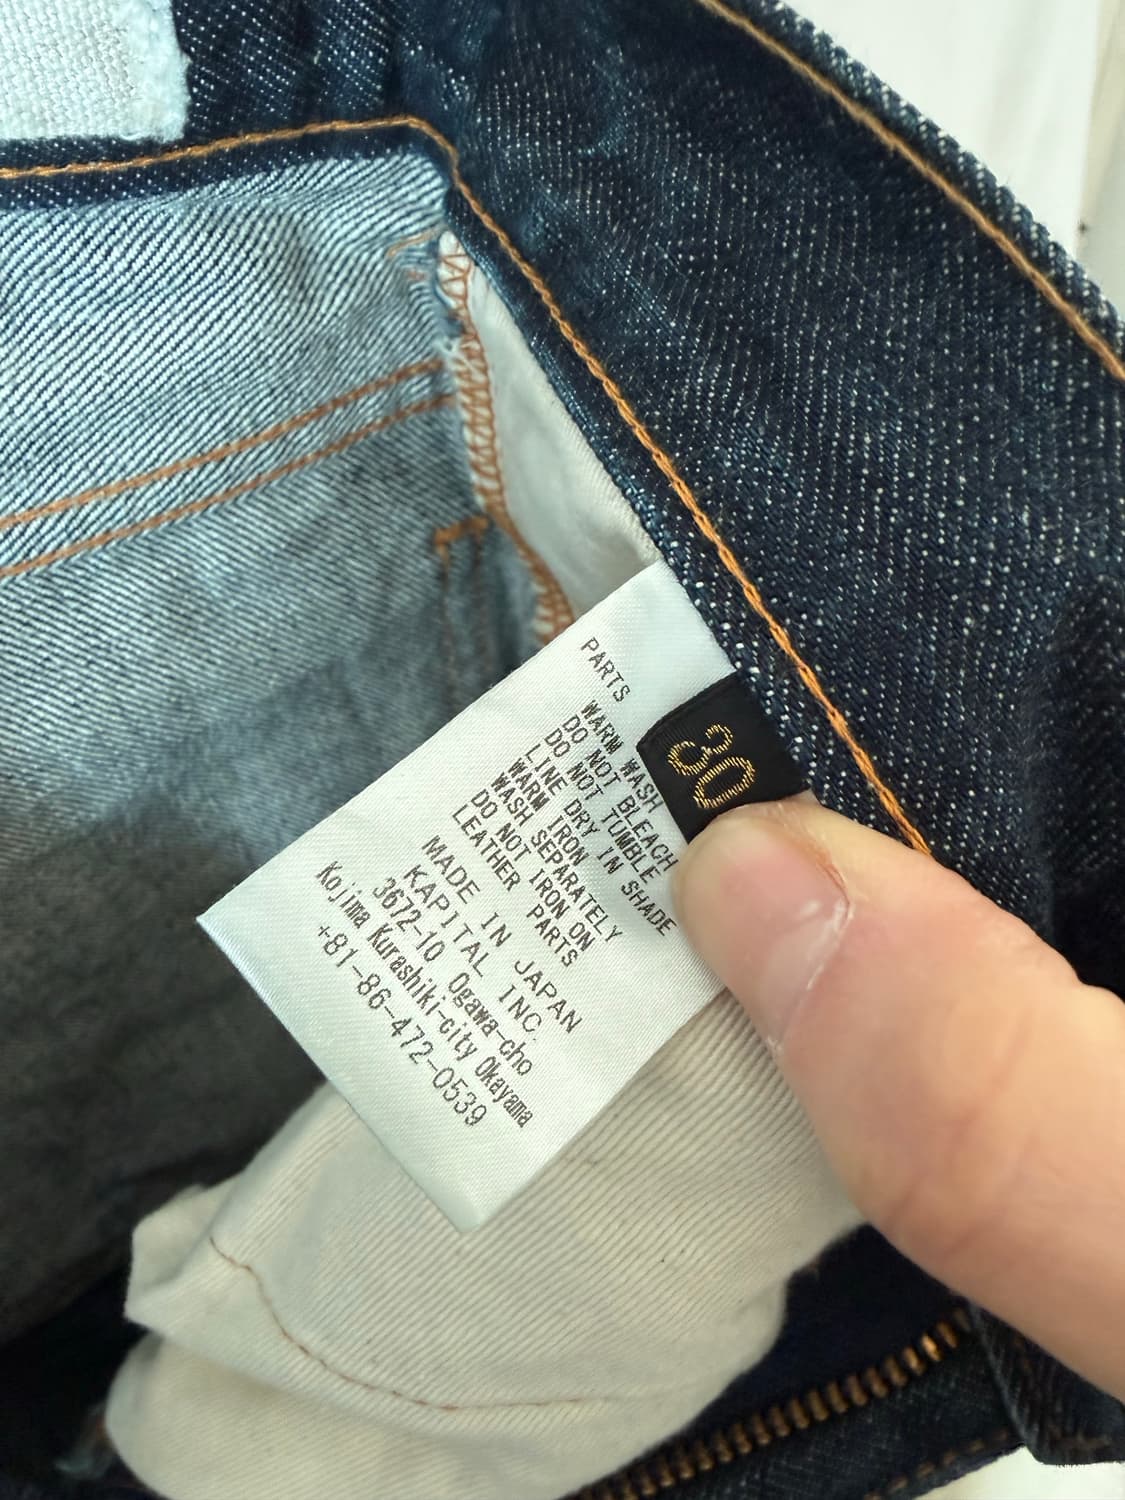 PARTS
WARM WASH
DO NOT BLEACH
DO NOT TUMBLE
LINE DRY IN SHADE
WARM IRON
WASH SEPARATELY
DO NOT IRON ON
LEATHER PARTS
MADE IN JAPAN
KAPITAL INC.
3672-10 Ogawa-cho
Kojima Kurashiki-city Okayama
+81-86-472-0539
30